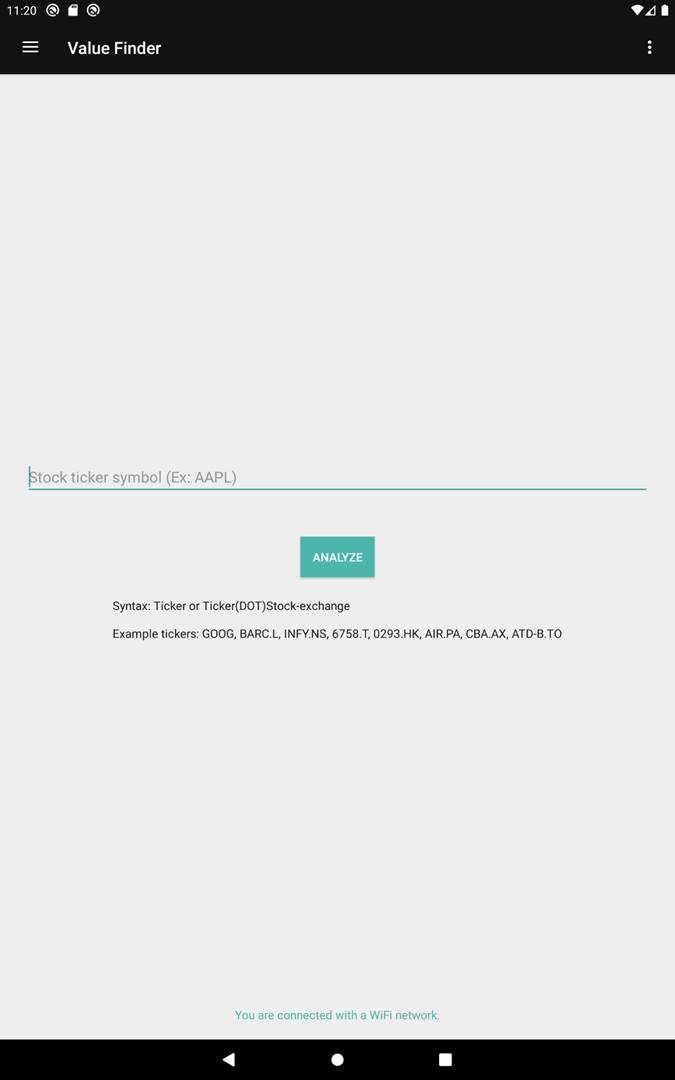 11:20
Value Finder
Stock ticker symbol (Ex: AAPL)
ANALYZE
Syntax: Ticker or Ticker(DOT)Stock-exchange
Example tickers: GOOG, BARC.L, INFY.NS, 6758.T, 0293.HK, AIR.PA, CBA.AX, ATD-B.TO
You are connected with a WiFi network.